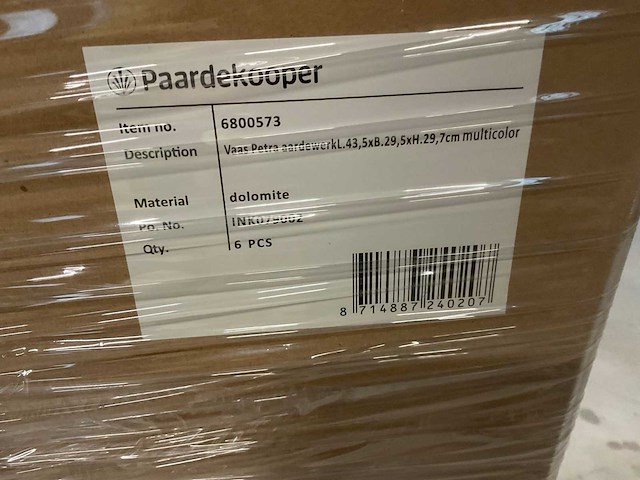 Paardekooper
Item no. 6800573
Description Vaas Petra aardewerkL.43,5xB.29,5xH.29,7cm multicolor
Material dolomite
Po. No. INK079002
Qty. 6 PCS
8 714887 240207